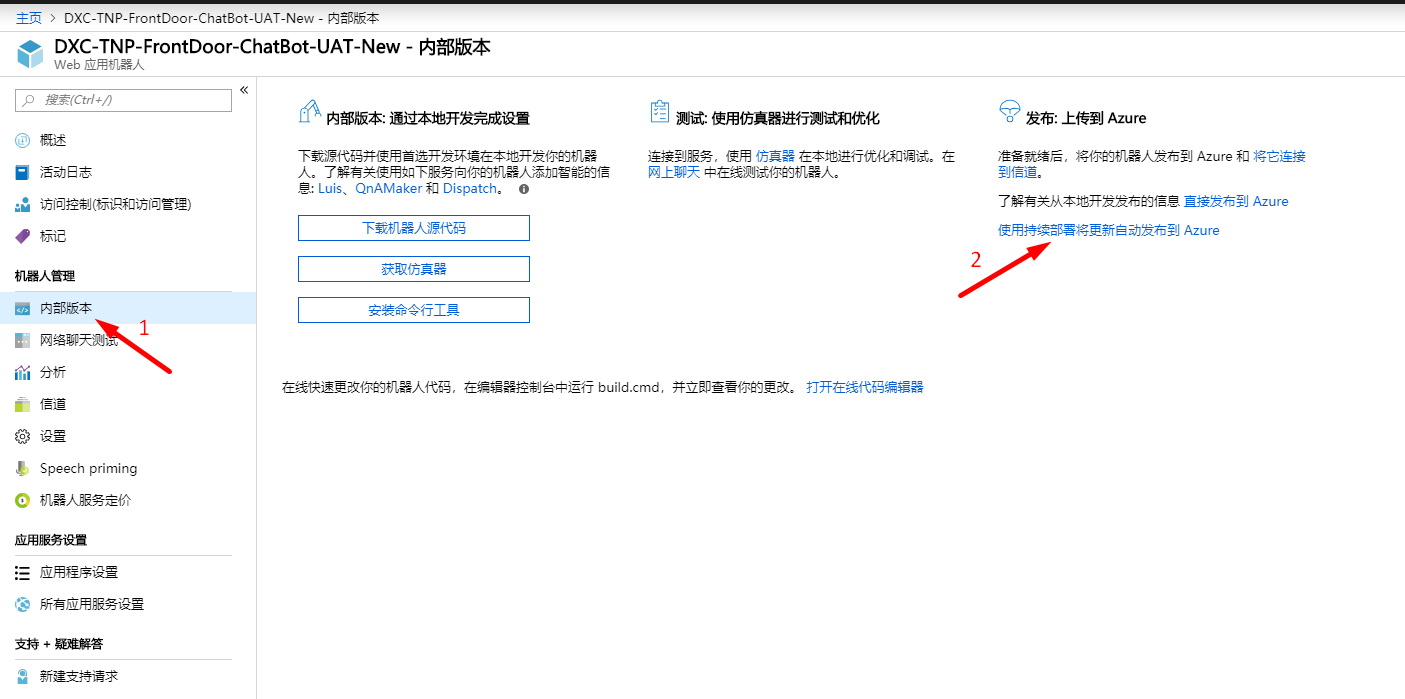 主页 > DXC-TNP-FrontDoor-ChatBot-UAT-New - 内部版本
DXC-TNP-FrontDoor-ChatBot-UAT-New - 内部版本
Web 应用机器人
搜索(Ctrl+/)
«
概述
活动日志
访问控制(标识和访问管理)
标记
机器人管理
内部版本
1
网络聊天测试
分析
信道
设置
Speech priming
机器人服务定价
应用服务设置
应用程序设置
所有应用服务设置
支持 + 疑难解答
新建支持请求
内部版本: 通过本地开发完成设置
下载源代码并使用首选开发环境在本地开发你的机器
人。了解有关使用如下服务向你的机器人添加智能的信
息: Luis、QnAMaker 和 Dispatch。
下载机器人源代码
获取仿真器
安装命令行工具
测试: 使用仿真器进行测试和优化
连接到服务，使用 仿真器 在本地进行优化和调试。在
网上聊天 中在线测试你的机器人。
发布: 上传到 Azure
准备就绪后，将你的机器人发布到 Azure 和 将它连接
到信道。
了解有关从本地开发发布的信息 直接发布到 Azure
使用持续部署将更新自动发布到 Azure
2
在线快速更改你的机器人代码，在编辑器控制台中运行 build.cmd，并立即查看你的更改。 打开在线代码编辑器